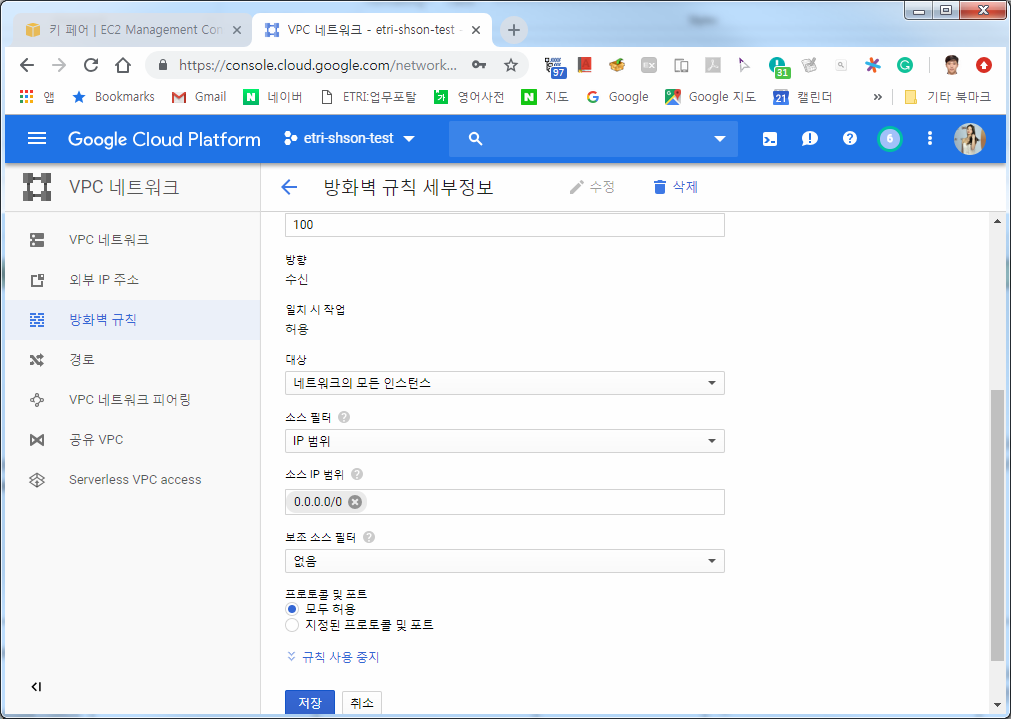 키 페어 | EC2 Management Con
VPC 네트워크 - etri-shson-test -
https://console.cloud.google.com/network...
97
31
앱
Bookmarks
Gmail
N 네이버
ETRI:업무포탈
영어사전
N 지도
G Google
Google 지도
21 캘린더
»
기타 북마크
Google Cloud Platform
etri-shson-test
6
VPC 네트워크
방화벽 규칙 세부정보
수정
삭제
VPC 네트워크
외부 IP 주소
방화벽 규칙
경로
VPC 네트워크 피어링
공유 VPC
Serverless VPC access
100
방향
수신
일치 시 작업
허용
대상
네트워크의 모든 인스턴스
소스 필터
IP 범위
소스 IP 범위
0.0.0.0/0
보조 소스 필터
없음
프로토콜 및 포트
모두 허용
지정된 프로토콜 및 포트
규칙 사용 중지
저장
취소